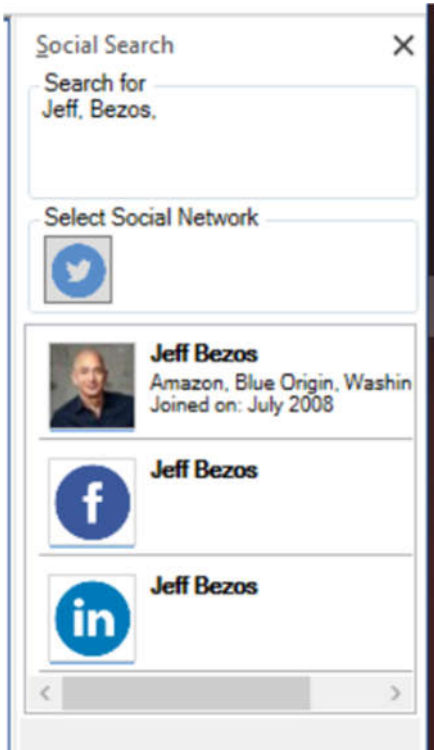 Social Search
Search for
Jeff, Bezos,
Select Social Network
Jeff Bezos
Amazon, Blue Origin, Washin
Joined on: July 2008
f
Jeff Bezos
in
Jeff Bezos